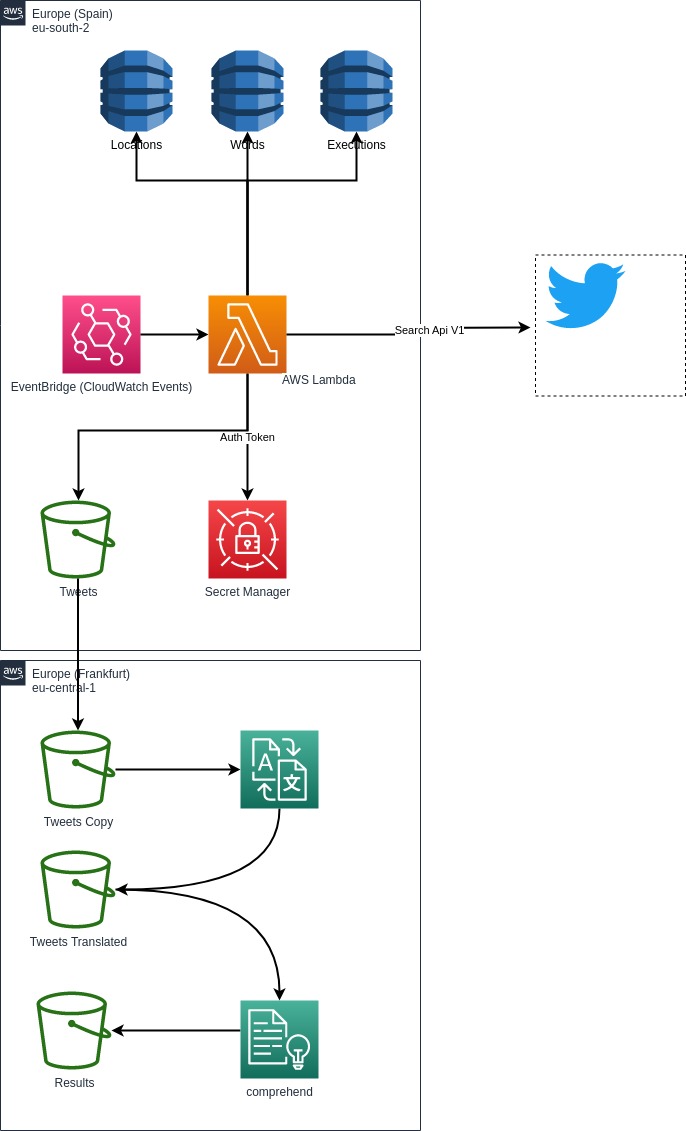 aws
Europe (Spain)
eu-south-2
Locations
Words
Executions
Search Api V1
EventBridge (CloudWatch Events)
AWS Lambda
Auth Token
Tweets
Secret Manager
aws
Europe (Frankfurt)
eu-central-1
A
文
Tweets Copy
Tweets Translated
Results
comprehend